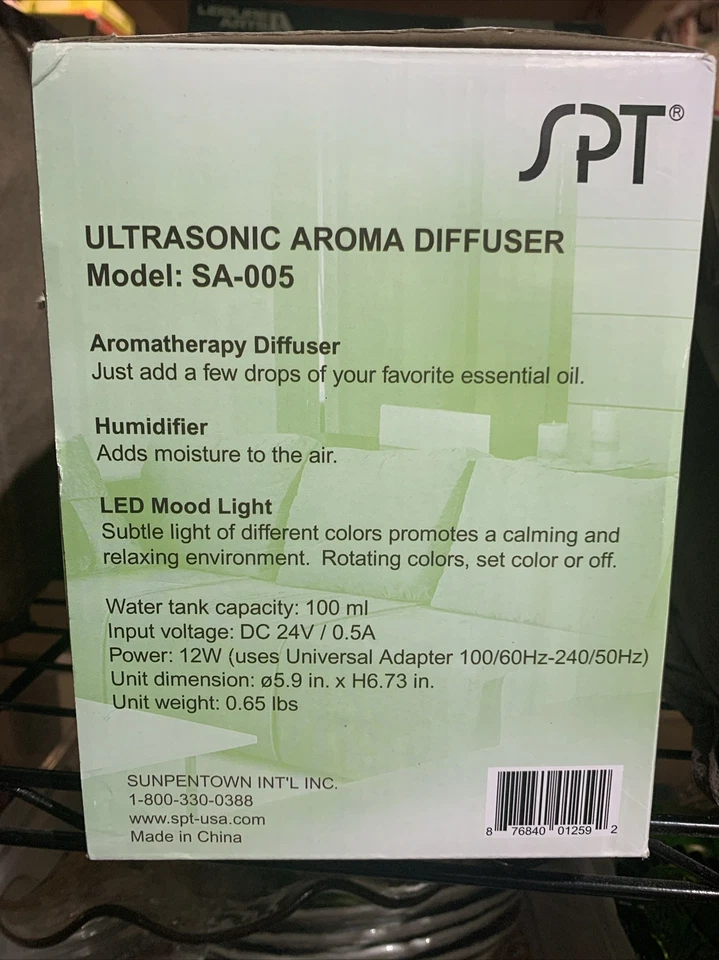 LEISURE
ARTS
SPT®
ULTRASONIC AROMA DIFFUSER
Model: SA-005
Aromatherapy Diffuser
Just add a few drops of your favorite essential oil.
Humidifier
Adds moisture to the air.
LED Mood Light
Subtle light of different colors promotes a calming and
relaxing environment. Rotating colors, set color or off.
Water tank capacity: 100 ml
Input voltage: DC 24V / 0.5A
Power: 12W (uses Universal Adapter 100/60Hz-240/50Hz)
Unit dimension: ø5.9 in. x H6.73 in.
Unit weight: 0.65 lbs
SUNPENTOWN INT'L INC.
1-800-330-0388
www.spt-usa.com
Made in China
8 76840 01259 2